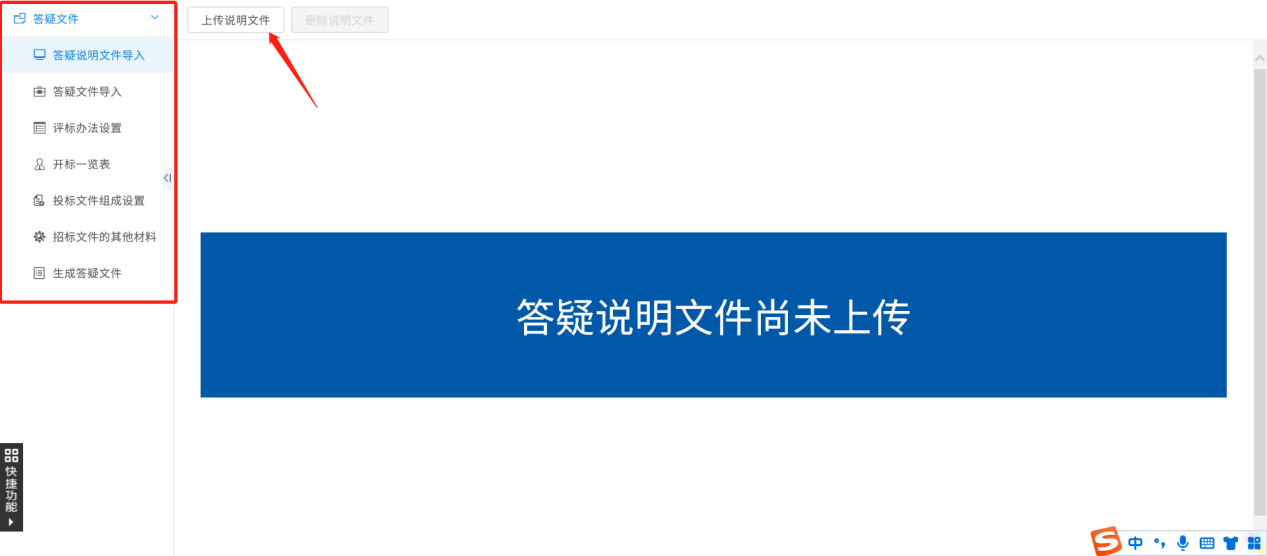 答疑文件
上传说明文件
删除说明文件
答疑说明文件导入
答疑文件导入
评标办法设置
开标一览表
投标文件组成设置
招标文件的其他材料
生成答疑文件
答疑说明文件尚未上传
快捷功能
S 中